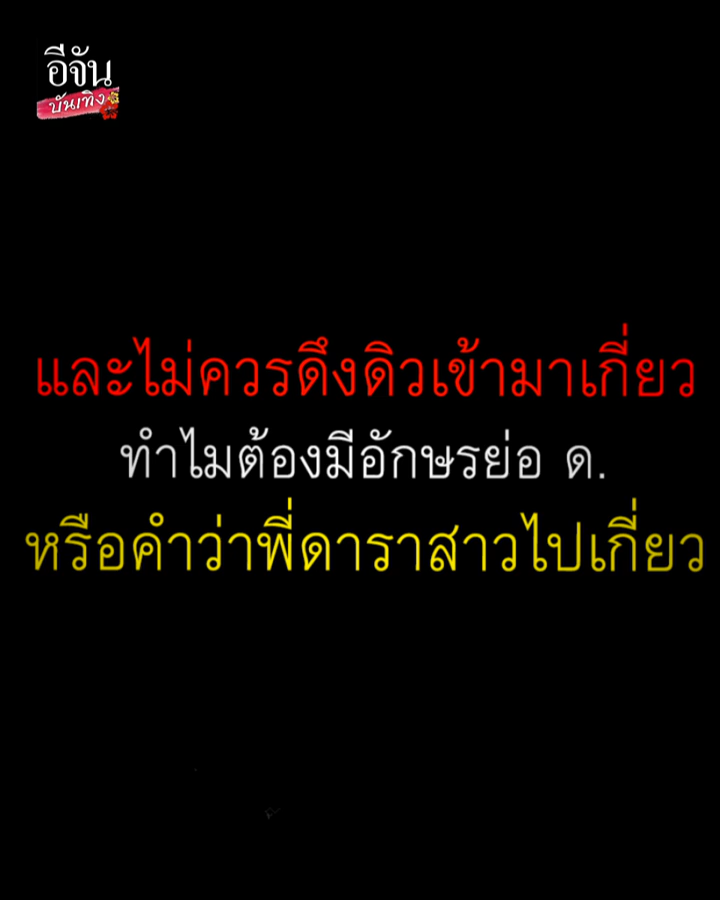 อีจัน
บันเทิง
และไม่ควรดึงดิวเข้ามาเกี่ยว
ทำไมต้องมีอักษรย่อ ด.
หรือคำว่าพี่ดาราสาวไปเกี่ยว